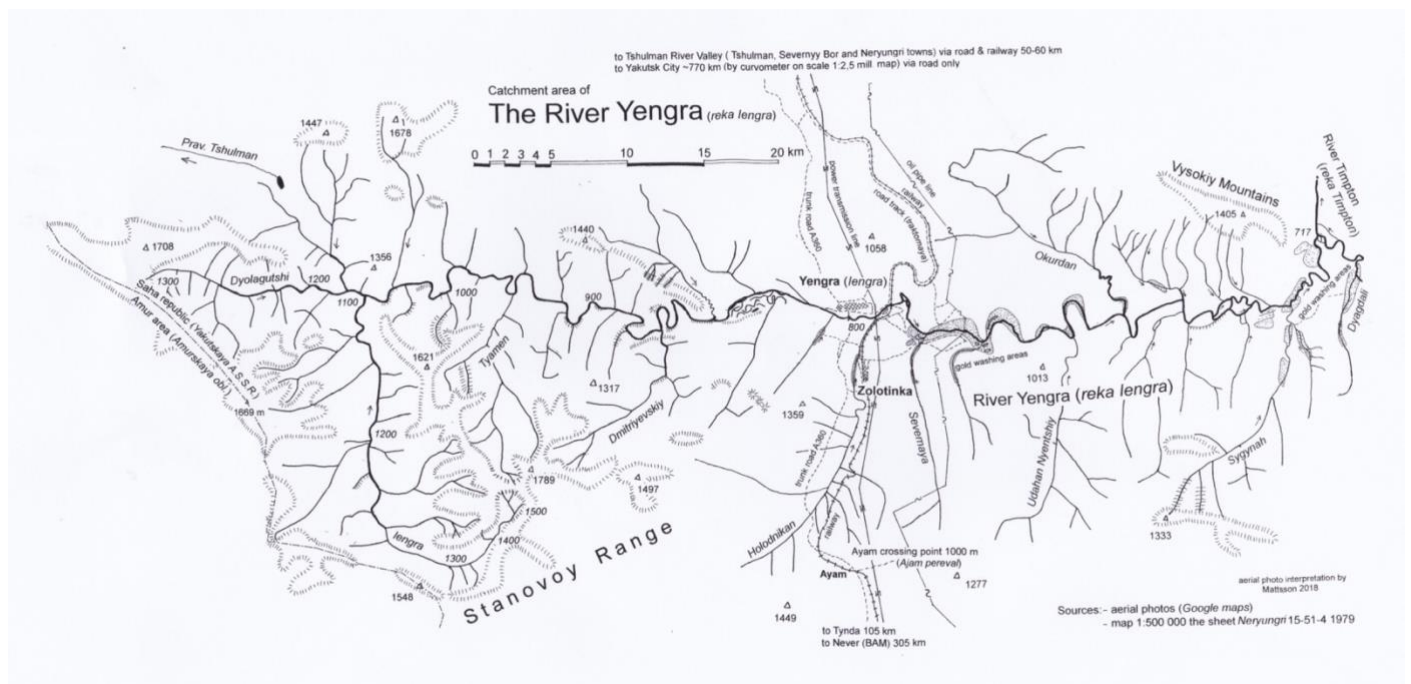 to Tshulman River Valley ( Tshulman, Severnyy Bor and Neryungri towns) via road & railway 50-60 km
to Yakutsk City ~770 km (by curvometer on scale 1:2,5 mill. map) via road only
Catchment area of
The River Yengra (reka Iengra)
0 1 2 3 4 5 10 15 20 km
Prav. Tshulman
1447
1678
1708
1356
1440
1300
Dyolagutshi
1200
1100
1000
900
Saha republic (Yakutskaya A.S.S.R.)
Amur area (Amurskaya obl.)
1669 m
1621
Tyamen
1317
Dmitriyevskiy
1200
1789
1497
1500
1400
1300
Iengra
1548
Stanovoy Range
trunk road A360
power transmission line
railway
road track (traktornaya)
oil pipe line
1058
Yengra (Iengra)
800
Zolotinka
1359
trunk road A360
railway
Severnaya
Holodnikan
Ayam
Ayam crossing point 1000 m
(Ajam pereval)
1277
1449
to Tynda 105 km
to Never (BAM) 305 km
Okurdan
Vysokiy Mountains
1405
717
River Timpton
(reka Timpton)
gold washing areas
Dyagdali
gold washing areas
1013
River Yengra (reka Iengra)
Udahan Nyentshiy
Sygynah
1333
aerial photo interpretation by
Mattsson 2018
Sources:- aerial photos (Google maps)
- map 1:500 000 the sheet Neryungri 15-51-4 1979